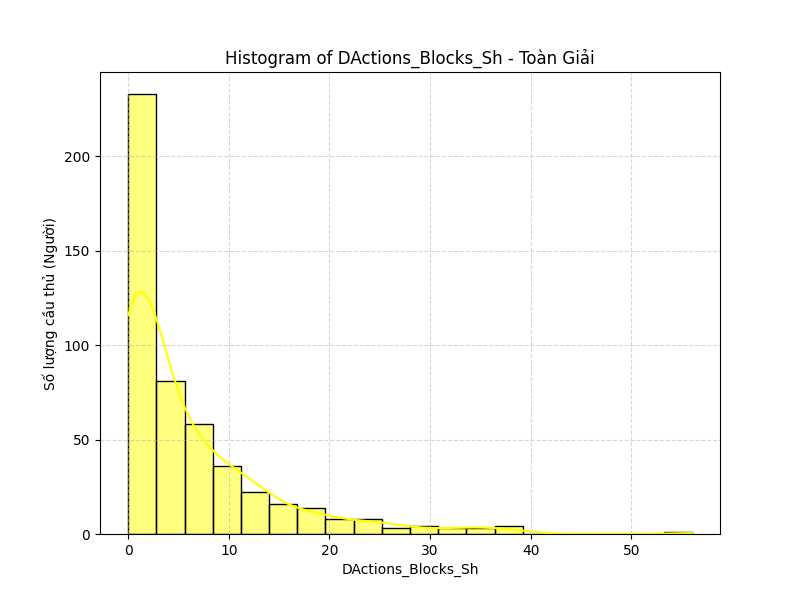 Histogram of DActions_Blocks_Sh - Toàn Giải
Số lượng cầu thủ (Người)
200
150
100
50
0
0 10 20 30 40 50
DActions_Blocks_Sh